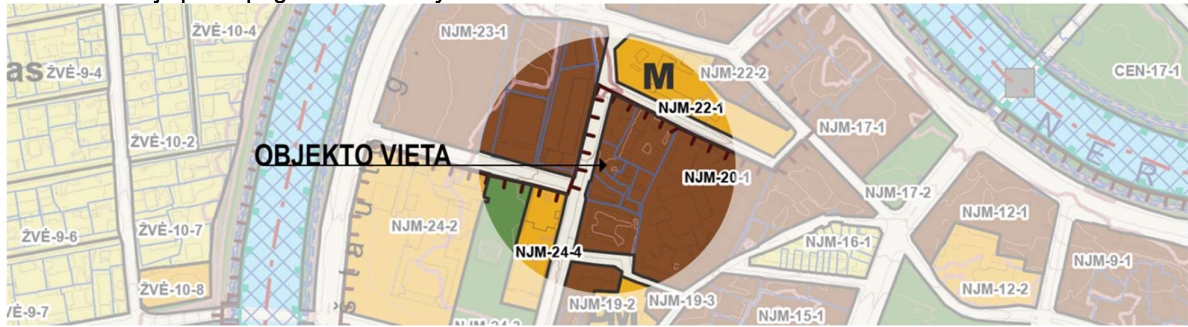 ŽVĖ-10-4
NJM-23-1
as
ŽVĖ-9-4
M
NJM-22-2
CEN-17-1
g
NJM-22-1
NJM-17-1
ŽVĖ-10-2
OBJEKTO VIETA
N E R
NJM-20-1
NJM-17-2
NJM-24-2
NJM-12-1
ŽVĖ-9-6
ŽVĖ-10-7
NJM-16-1
NJM-24-4
NJM-9-1
ŽVĖ-10-8
NJM-12-2
NJM-19-2
NJM-19-3
VĖ-9-7
NJM-15-1
M